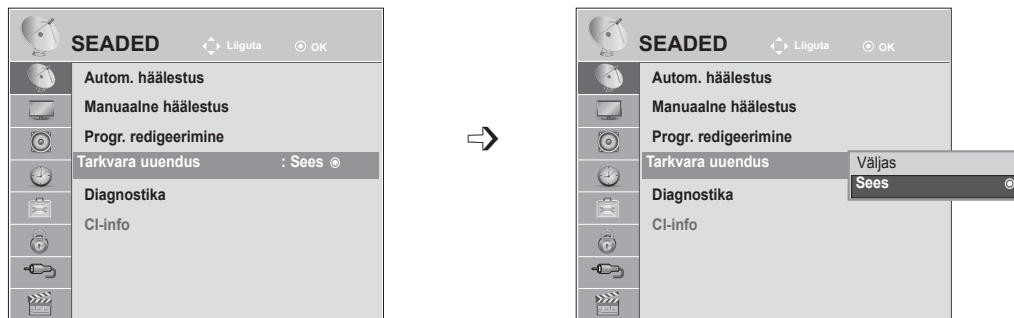 SEADED Liiguta OK
Autom. häälestus
Manuaalne häälestus
Progr. redigeerimine
Tarkvara uuendus : Sees
Diagnostika
CI-info
SEADED Liiguta OK
Autom. häälestus
Manuaalne häälestus
Progr. redigeerimine
Tarkvara uuendus
Väljas
Sees
Diagnostika
CI-info